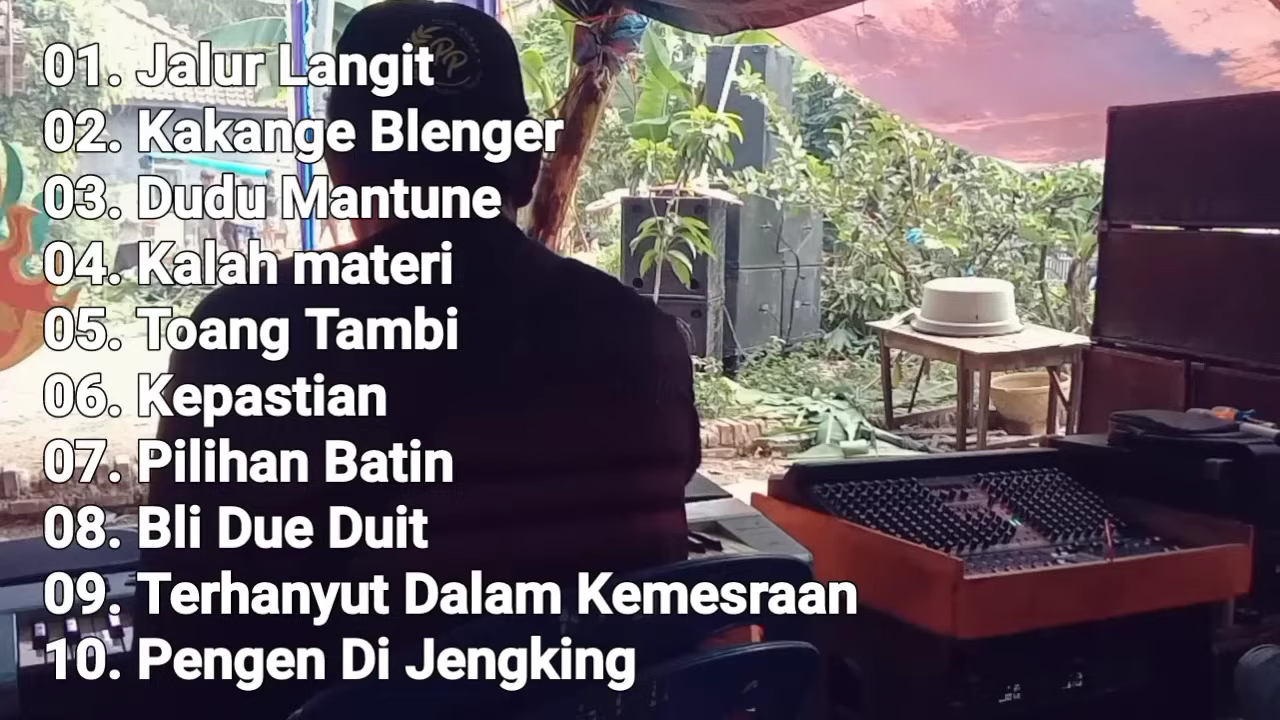 01. Jalur Langit
02. Kakange Blenger
03. Dudu Mantune
04. Kalah materi
05. Toang Tambi
06. Kepastian
07. Pilihan Batin
08. Bli Due Duit
09. Terhanyut Dalam Kemesraan
10. Pengen Di Jengking